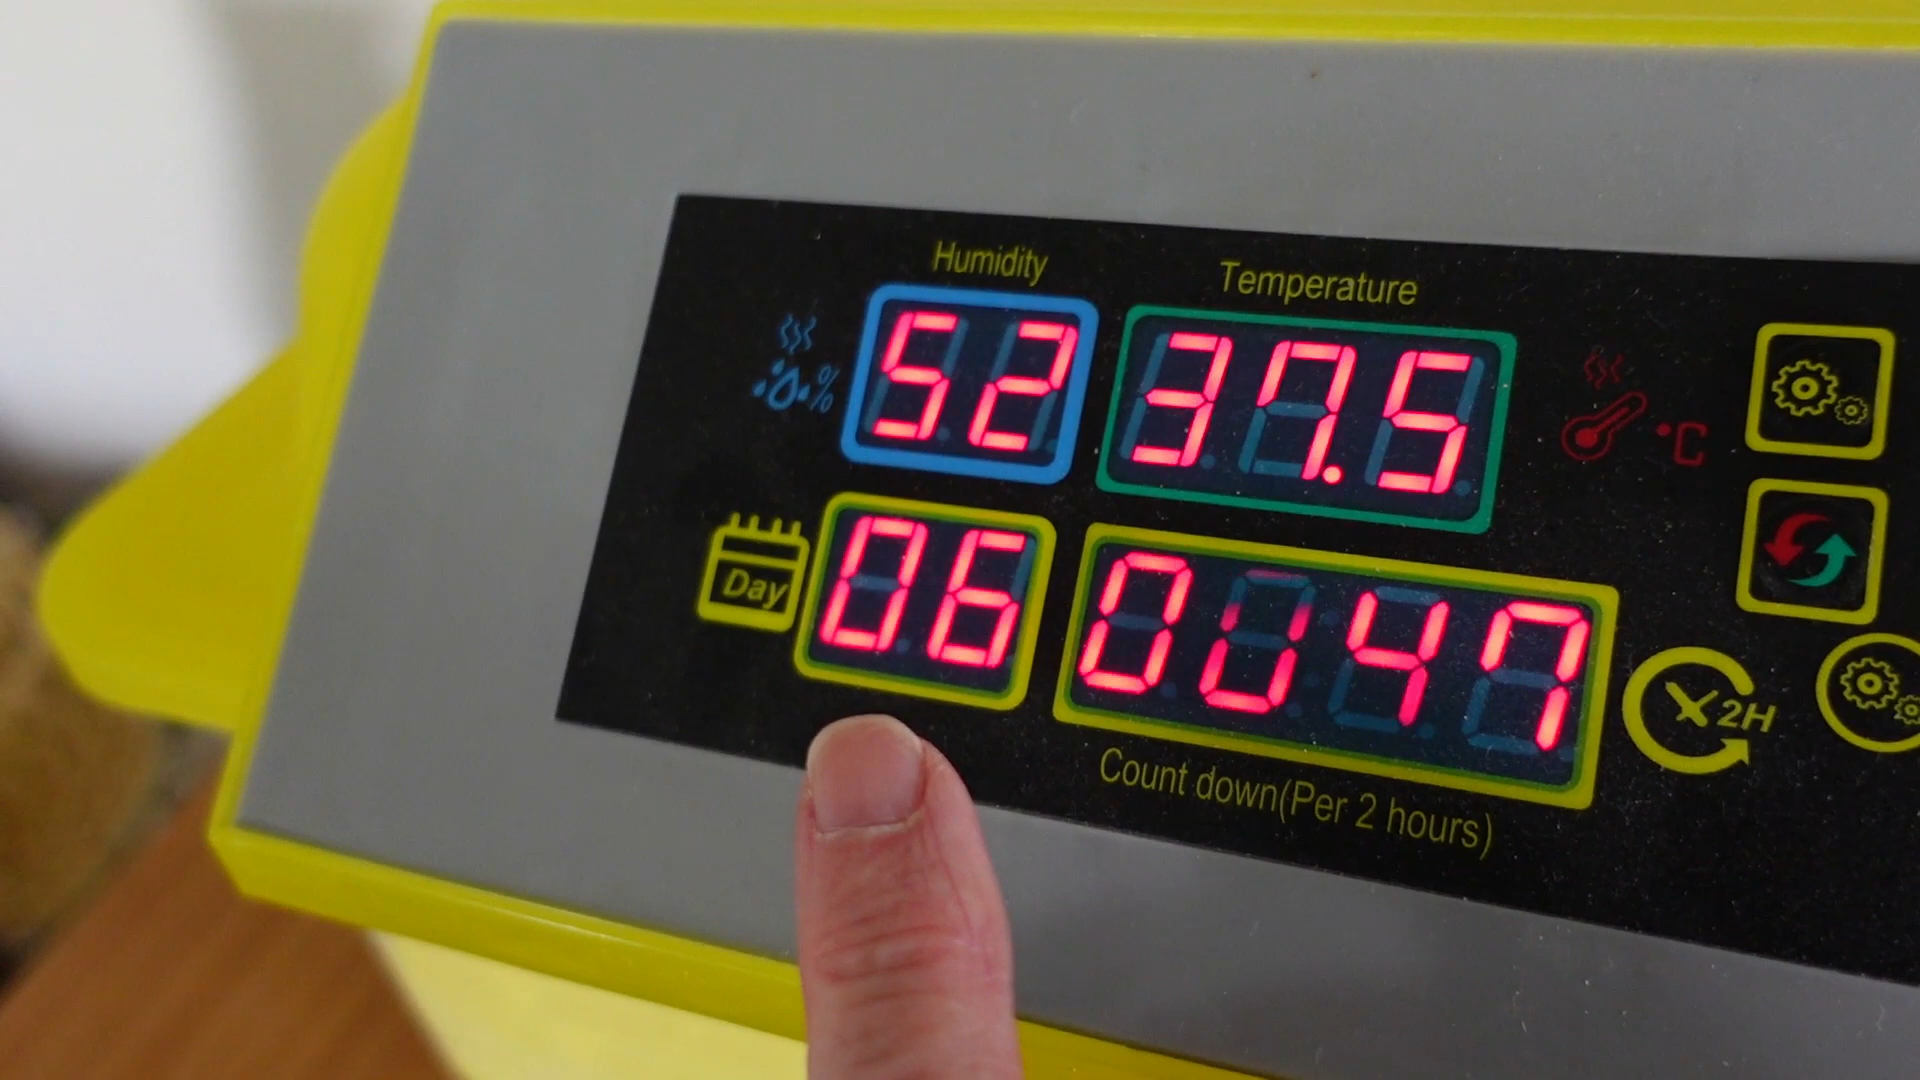 Humidity
Temperature
% 52 37.5 °C
Day 06 0047
2H
Count down(Per 2 hours)